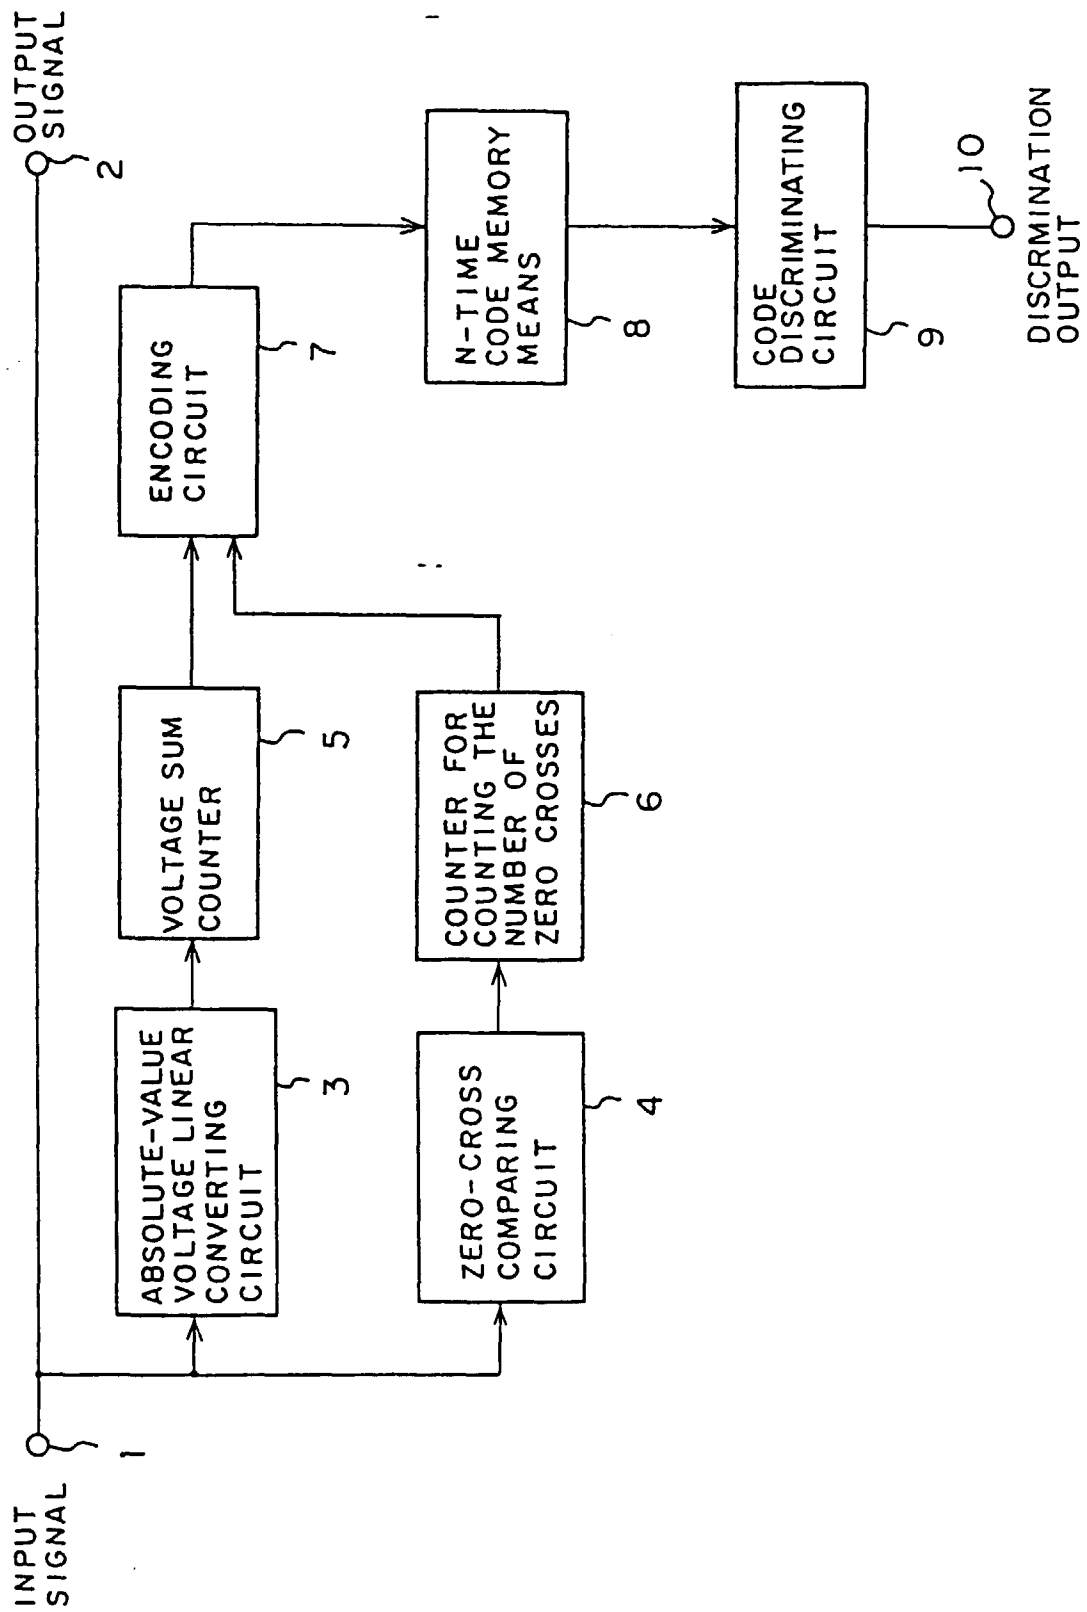 INPUT
SIGNAL
1
OUTPUT
SIGNAL
2
ABSOLUTE-VALUE
VOLTAGE LINEAR
CONVERTING
CIRCUIT
3
VOLTAGE SUM
COUNTER
5
ENCODING
CIRCUIT
7
ZERO-CROSS
COMPARING
CIRCUIT
4
COUNTER FOR
COUNTING THE
NUMBER OF
ZERO CROSSES
6
N-TIME
CODE MEMORY
MEANS
8
CODE
DISCRIMINATING
CIRCUIT
9
10
DISCRMINATION
OUTPUT